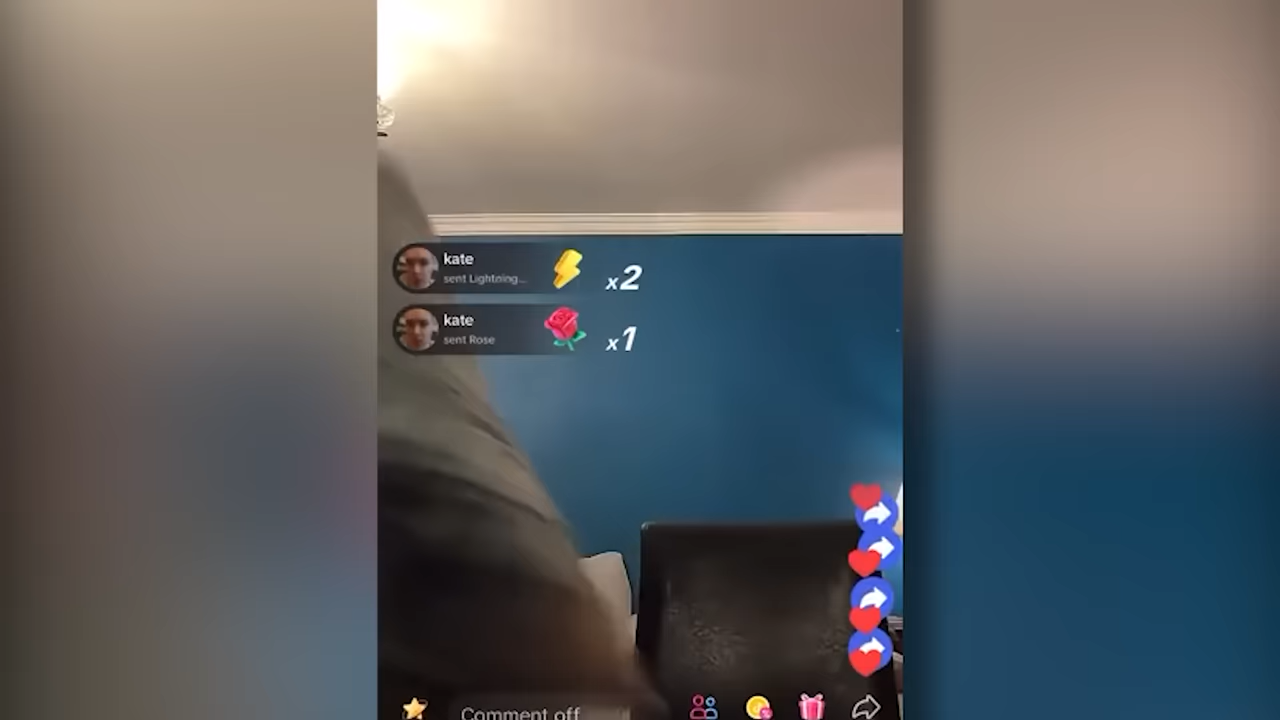 kate
sent Lightning...
x2
kate
sent Rose
x1
Comment off